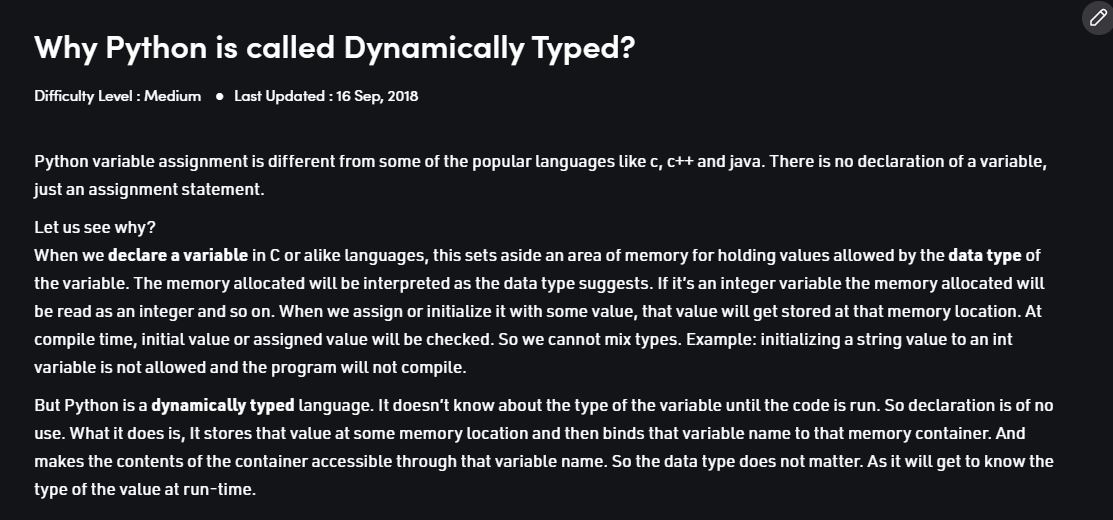 Why Python is called Dynamically Typed?
Difficulty Level : Medium ● Last Updated : 16 Sep, 2018
Python variable assignment is different from some of the popular languages like c, c++ and java. There is no declaration of a variable,
just an assignment statement.
Let us see why?
When we declare a variable in C or alike languages, this sets aside an area of memory for holding values allowed by the data type of
the variable. The memory allocated will be interpreted as the data type suggests. If it's an integer variable the memory allocated will
be read as an integer and so on. When we assign or initialize it with some value, that value will get stored at that memory location. At
compile time, initial value or assigned value will be checked. So we cannot mix types. Example: initializing a string value to an int
variable is not allowed and the program will not compile.
But Python is a dynamically typed language. It doesn't know about the type of the variable until the code is run. So declaration is of no
use. What it does is, It stores that value at some memory location and then binds that variable name to that memory container. And
makes the contents of the container accessible through that variable name. So the data type does not matter. As it will get to know the
type of the value at run-time.